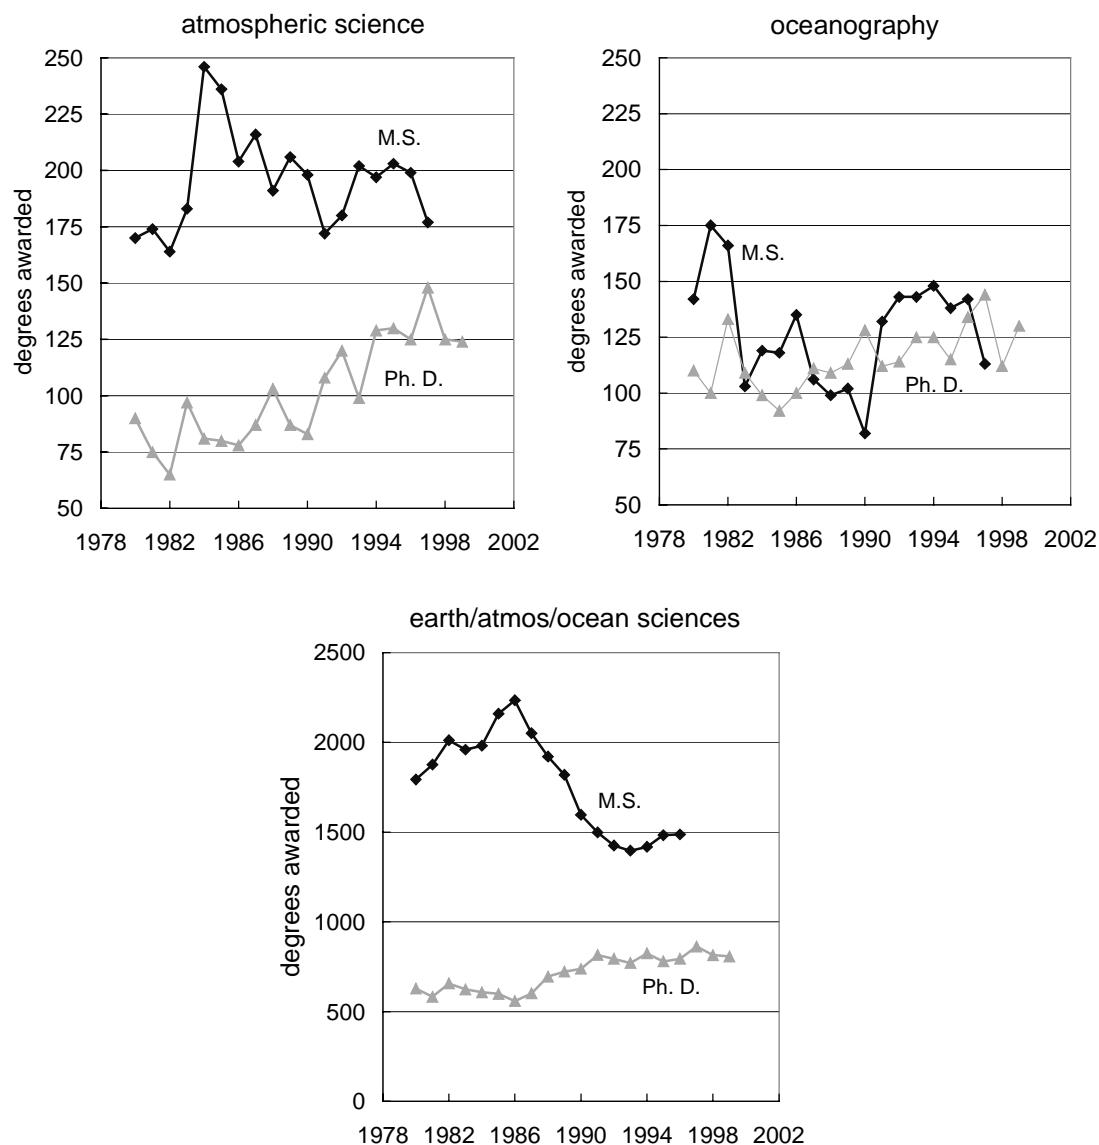 atmospheric science
250
225
200
175
150
125
100
75
50
degrees awarded
M.S.
Ph. D.
1978 1982 1986 1990 1994 1998 2002
oceanography
250
225
200
175
150
125
100
75
50
degrees awarded
M.S.
Ph. D.
1978 1982 1986 1990 1994 1998 2002
earth/atmos/ocean sciences
2500
2000
1500
1000
500
0
degrees awarded
M.S.
Ph. D.
1978 1982 1986 1990 1994 1998 2002